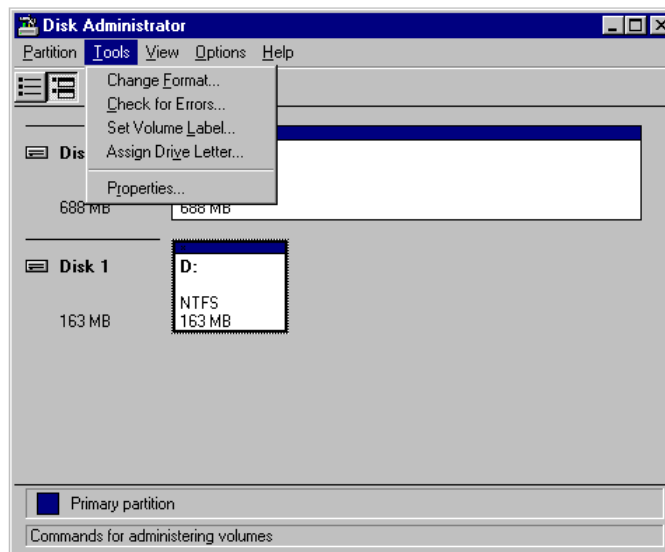 Disk Administrator
Partition Tools View Options Help
Change Format...
Check for Errors...
Set Volume Label...
Assign Drive Letter...
Properties...
688 MB
688 MB
Disk 1
D:
NTFS
163 MB
163 MB
Primary partition
Commands for administering volumes